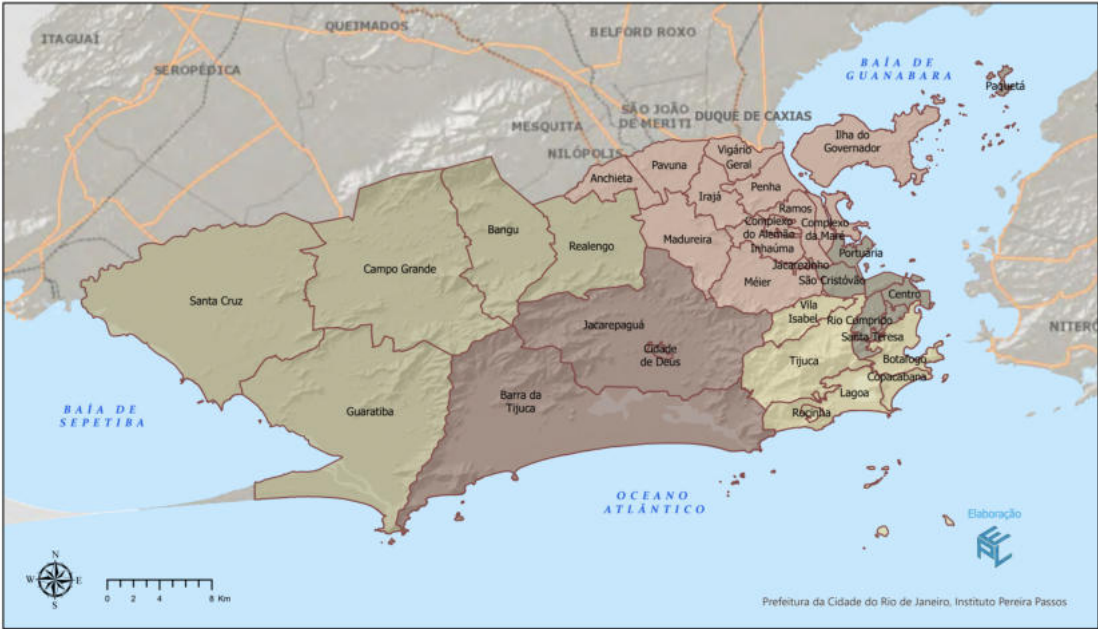 ITAGUAÍ
QUEIMADOS
BELFORD ROXO
SEROPÉDICA
BAÍA DE
GUANABARA
Paquetá
MESQUITA
SÃO JOÃO
DE MERITI
DUQUE DE CAXIAS
NILÓPOLIS
Ilha do
Governador
Anchieta
Pavuna
Vigário
Geral
Irajá
Penha
Ramos
Complexo
do Alemão
Complexo
da Maré
Bangu
Realengo
Madureira
Inhaúma
Portuária
Campo Grande
Jacarezinho
Méier
São Cristóvão
Santa Cruz
Centro
Vila
Isabel
Rio Cumprido
Jacarepaguá
Santa Teresa
NITERÓ
Cidade
de Deus
Tijuca
Botafogo
Copacabana
Barra da
Tijuca
Lagoa
Guaratiba
Rocinha
BAÍA DE
SEPETIBA
OCEANO
ATLÂNTICO
Elaboração
EPL
N
W E
S
0 2 4 8 Km
Prefeitura da Cidade do Rio de Janeiro, Instituto Pereira Passos